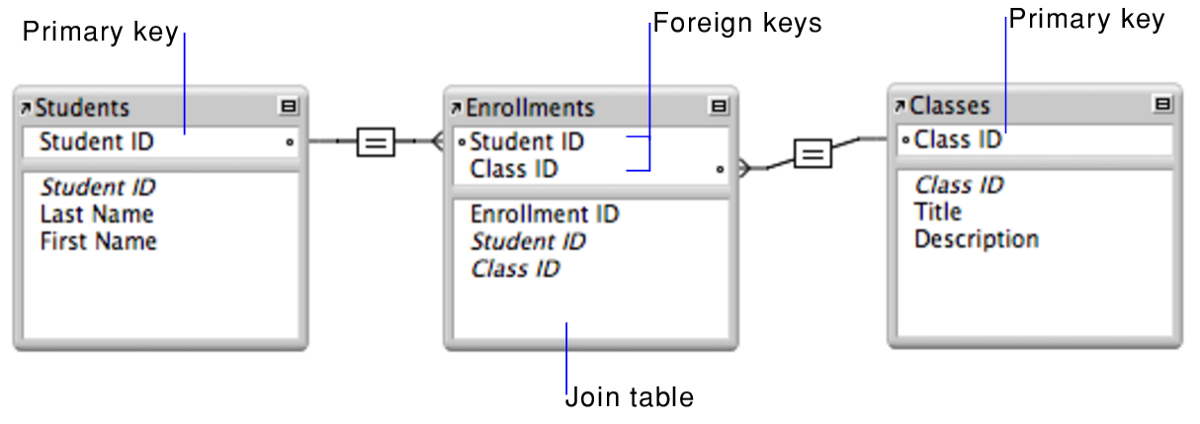 Primary key
Foreign keys
Primary key
Students
Student ID
Student ID
Last Name
First Name
Enrollments
Student ID
Class ID
Enrollment ID
Student ID
Class ID
Classes
Class ID
Class ID
Title
Description
Join table